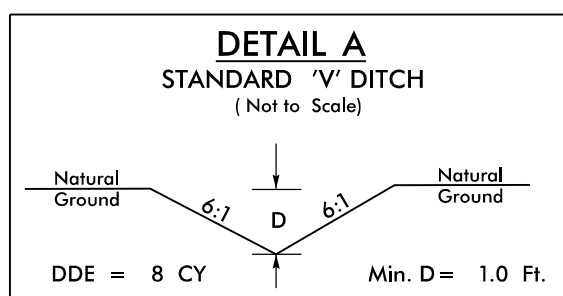 DETAIL A
STANDARD 'V' DITCH
( Not to Scale)
Natural
Ground
6:1
D
6:1
Natural
Ground
DDE = 8 CY
Min. D = 1.0 Ft.